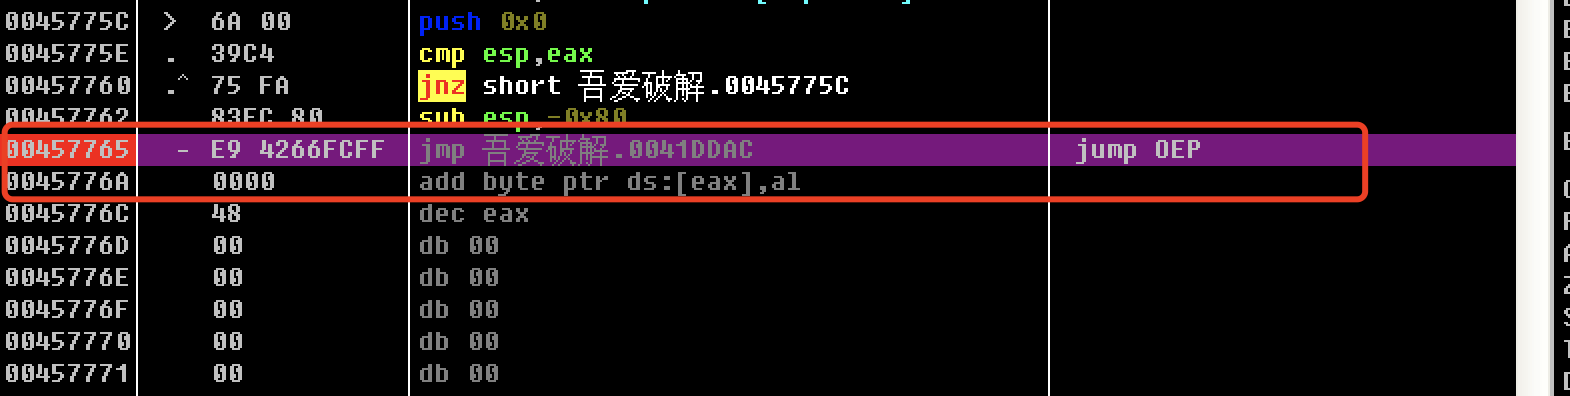 0045775C > 6A 00 push 0x0
0045775E . 39C4 cmp esp,eax
00457760 .^ 75 FA jnz short 吾爱破解.0045775C
00457762 83EC 80 sub esp,-0x80
00457765 - E9 4266FCFF jmp 吾爱破解.0041DDAC jump OEP
0045776A 0000 add byte ptr ds:[eax],al
0045776C 48 dec eax
0045776D 00 db 00
0045776E 00 db 00
0045776F 00 db 00
00457770 00 db 00
00457771 00 db 00